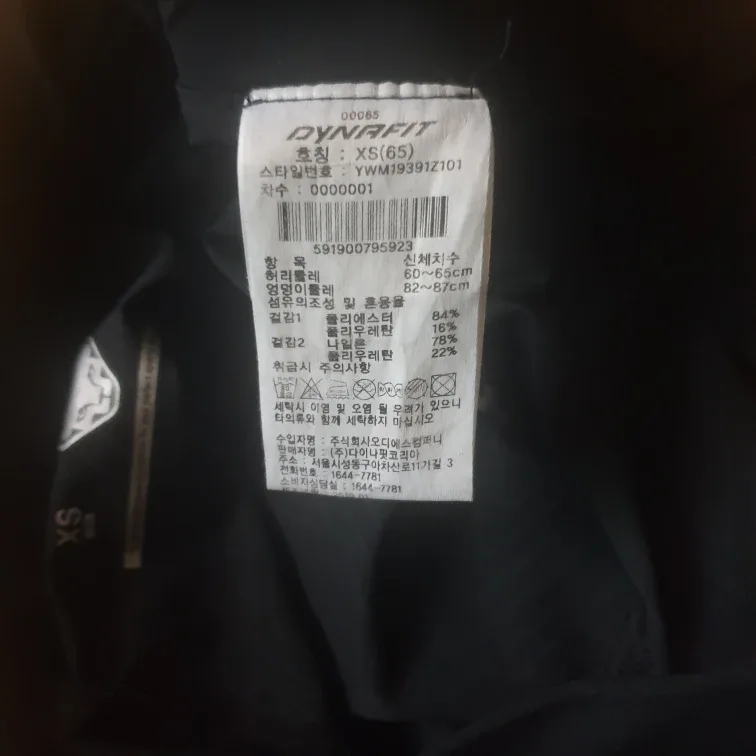 00065
DYNAFIT
호칭 : XS(65)
스타일번호 : YWM19391Z101
차수 : 0000001
591900795923
항 목 신체치수
허리둘레 60~65cm
엉덩이둘레 82~87cm
섬유의조성 및 혼용율
겉감1 폴리에스터 84%
폴리우레탄 16%
겉감2 나일론 78%
폴리우레탄 22%
취급시 주의사항
세탁시 이염 및 오염 될 우려가 있으니
타의류와 함께 세탁하지 마십시오
수입자명 : 주식회사오디에스컴퍼니
판매자명 : (주)다이나핏코리아
주소 : 서울시성동구아차산로11가길 3
전화번호 : 1644-7781
소비자상담실 : 1644-7781
XS